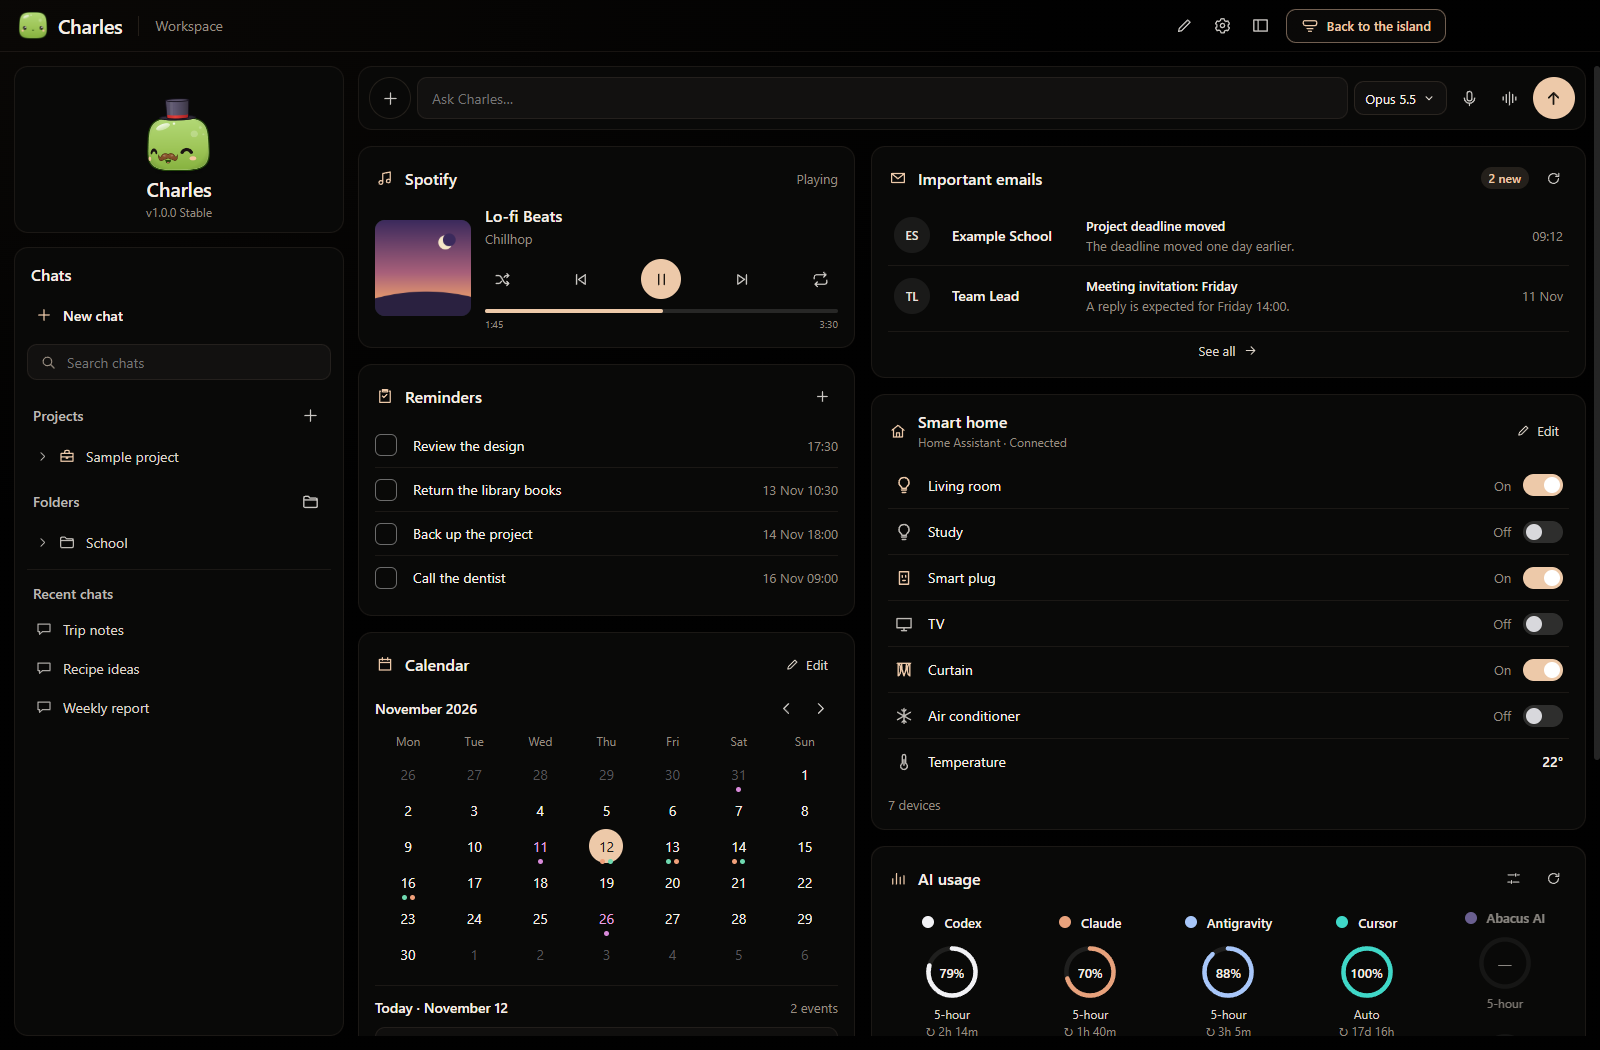 Charles
Workspace
Back to the island
Charles
v1.0.0 Stable
Chats
New chat
Search chats
Projects
Sample project
Folders
School
Recent chats
Trip notes
Recipe ideas
Weekly report
Ask Charles...
Opus 5.5
Spotify
Playing
Lo-fi Beats
Chillhop
1:45
3:30
Reminders
Review the design 17:30
Return the library books 13 Nov 10:30
Back up the project 14 Nov 18:00
Call the dentist 16 Nov 09:00
Calendar
Edit
November 2026
Mon Tue Wed Thu Fri Sat Sun
26 27 28 29 30 31 1
2 3 4 5 6 7 8
9 10 11 12 13 14 15
16 17 18 19 20 21 22
23 24 25 26 27 28 29
30 1 2 3 4 5 6
Today · November 12
2 events
Important emails
2 new
ES
Example School
Project deadline moved
The deadline moved one day earlier.
09:12
TL
Team Lead
Meeting invitation: Friday
A reply is expected for Friday 14:00.
11 Nov
See all
Smart home
Home Assistant · Connected
Edit
Living room On
Study Off
Smart plug On
TV Off
Curtain On
Air conditioner Off
Temperature 22°
7 devices
AI usage
Codex
79%
5-hour
↻ 2h 14m
Claude
70%
5-hour
↻ 1h 40m
Antigravity
88%
5-hour
↻ 3h 5m
Cursor
100%
Auto
↻ 17d 16h
Abacus AI
—
5-hour